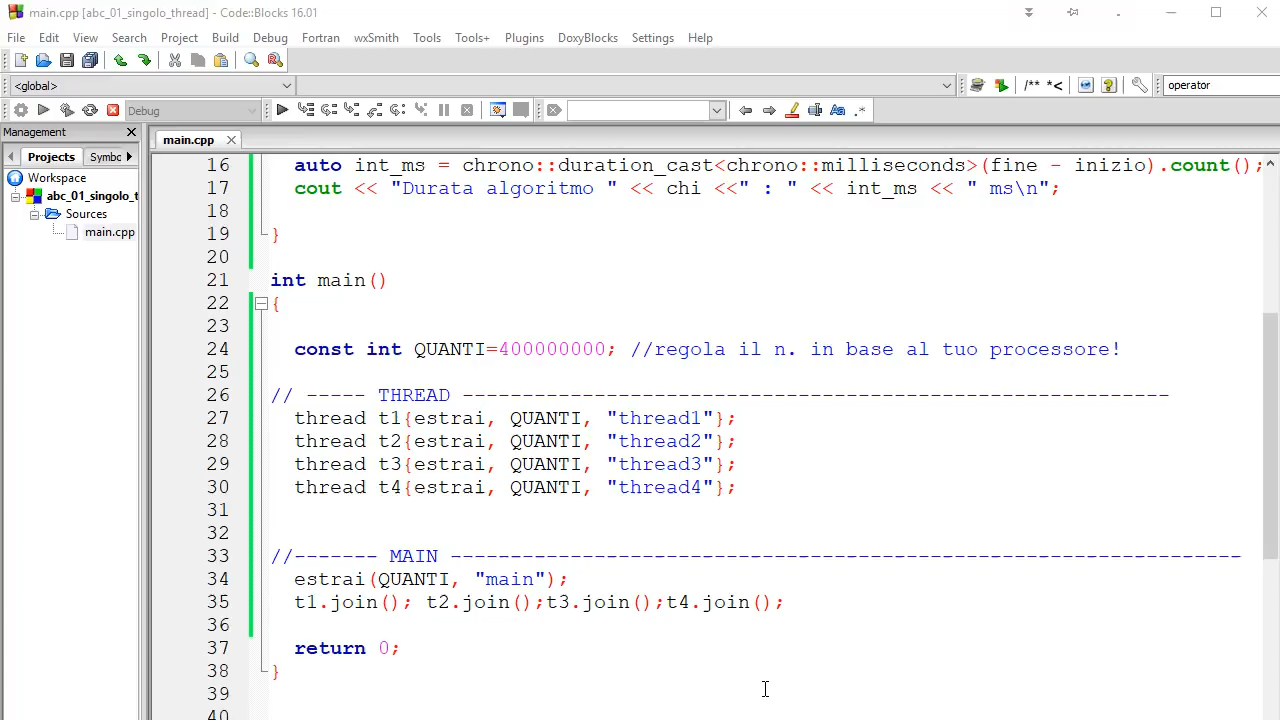 main.cpp [abc_01_singolo_thread] - Code::Blocks 16.01
File Edit View Search Project Build Debug Fortran wxSmith Tools Tools+ Plugins DoxyBlocks Settings Help
<global>
/** *< operator
Debug
Aa .*
Management
main.cpp
Projects Symbc
Workspace
abc_01_singolo_t
Sources
main.cpp
16 auto int_ms = chrono::duration_cast<chrono::milliseconds>(fine - inizio).count();
17 cout << "Durata algoritmo " << chi <<" : " << int_ms << " ms\n";
18
19 }
20
21 int main()
22 {
23
24 const int QUANTI=400000000; //regola il n. in base al tuo processore!
25
26 // ----- THREAD -----------------------------------------------------------
27 thread t1{estrai, QUANTI, "thread1"};
28 thread t2{estrai, QUANTI, "thread2"};
29 thread t3{estrai, QUANTI, "thread3"};
30 thread t4{estrai, QUANTI, "thread4"};
31
32
33 //------- MAIN ------------------------------------------------------------------
34 estrai(QUANTI, "main");
35 t1.join(); t2.join();t3.join();t4.join();
36
37 return 0;
38 }
39
40